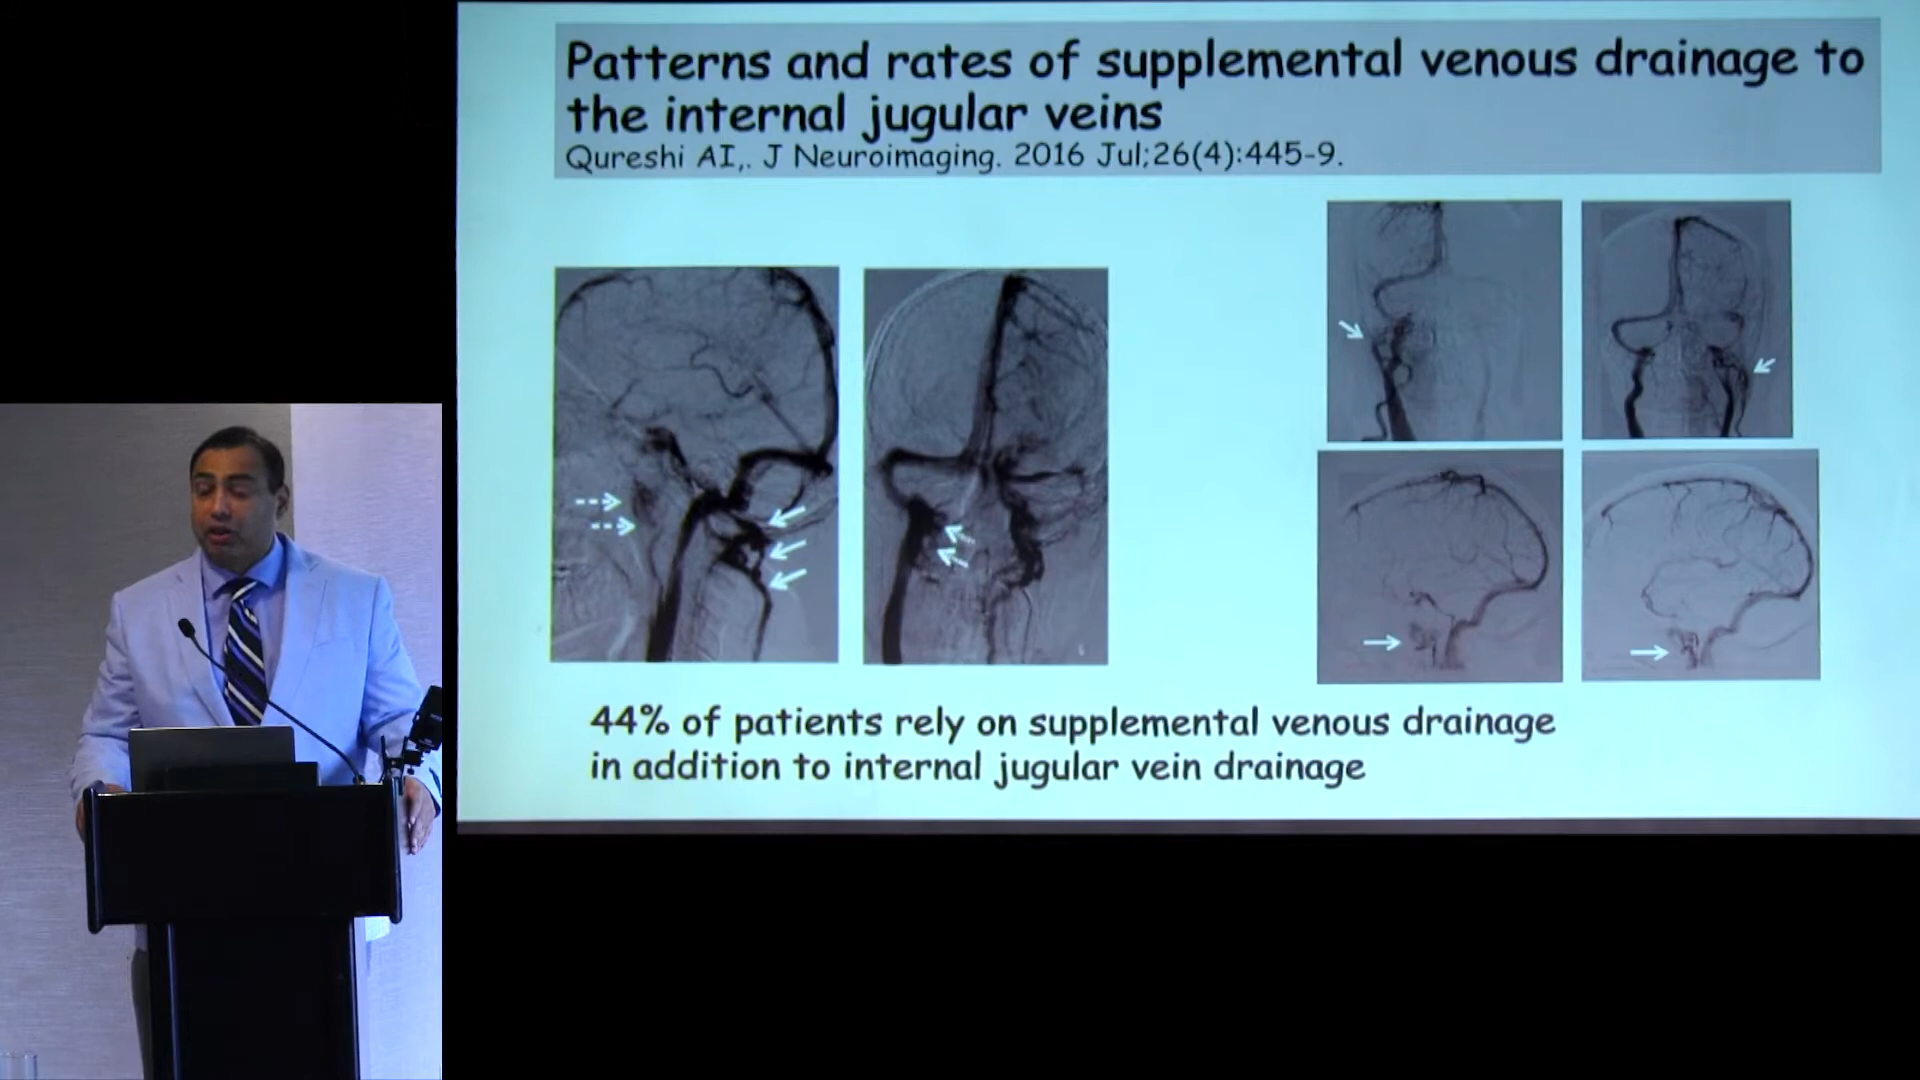 Patterns and rates of supplemental venous drainage to
the internal jugular veins
Qureshi AI,. J Neuroimaging. 2016 Jul;26(4):445-9.
44% of patients rely on supplemental venous drainage
in addition to internal jugular vein drainage